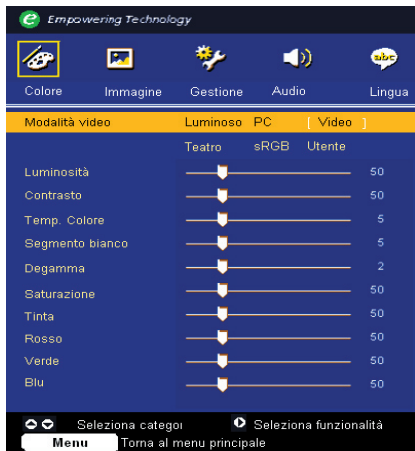 Empowering Technology
Colore Immagine Gestione Audio Lingua
Modalità video Luminoso PC [ Video ]
Teatro sRGB Utente
Luminosità 50
Contrasto 50
Temp. Colore 5
Segmento bianco 5
Degamma 2
Saturazione 50
Tinta 50
Rosso 50
Verde 50
Blu 50
Seleziona categoi Seleziona funzionalità
Menu Torna al menu principale